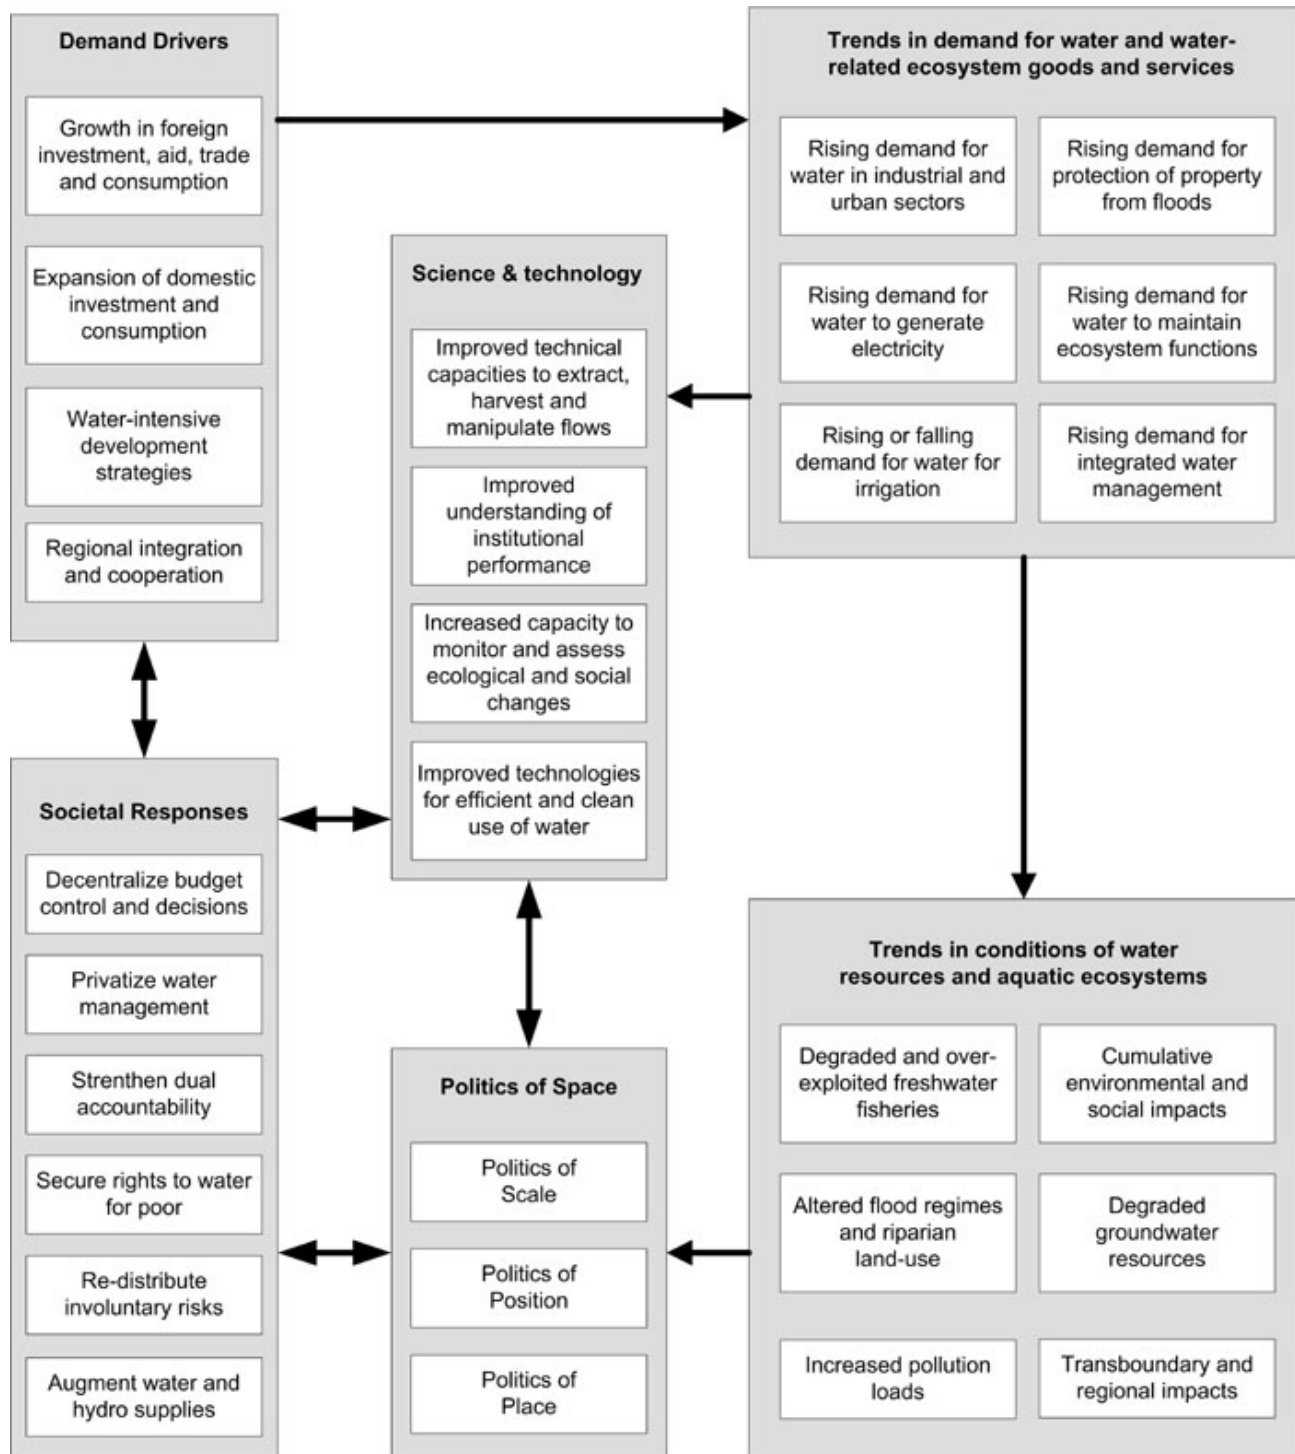 Demand Drivers
Growth in foreign
investment, aid, trade
and consumption
Expansion of domestic
investment and
consumption
Water-intensive
development
strategies
Regional integration
and cooperation
Trends in demand for water and water-
related ecosystem goods and services
Rising demand for
water in industrial and
urban sectors
Rising demand for
protection of property
from floods
Rising demand for
water to generate
electricity
Rising demand for
water to maintain
ecosystem functions
Rising or falling
demand for water for
irrigation
Rising demand for
integrated water
management
Science & technology
Improved technical
capacities to extract,
harvest and
manipulate flows
Improved
understanding of
institutional
performance
Increased capacity to
monitor and assess
ecological and social
changes
Improved technologies
for efficient and clean
use of water
Societal Responses
Decentralize budget
control and decisions
Privatize water
management
Strenthen dual
accountability
Secure rights to water
for poor
Re-distribute
involuntary risks
Augment water and
hydro supplies
Politics of Space
Politics of
Scale
Politics of
Position
Politics of
Place
Trends in conditions of water
resources and aquatic ecosystems
Degraded and over-
exploited freshwater
fisheries
Cumulative
environmental and
social impacts
Altered flood regimes
and riparian
land-use
Degraded
groundwater
resources
Increased pollution
loads
Transboundary and
regional impacts